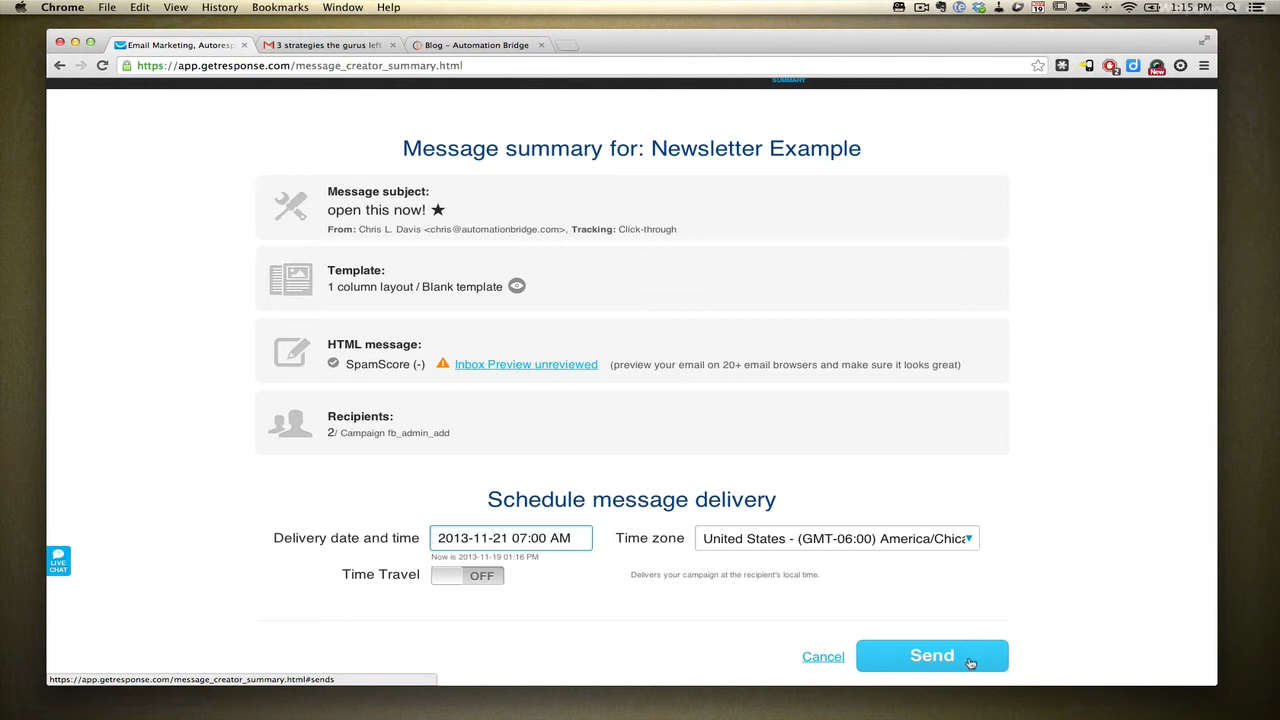 Chrome File Edit View History Bookmarks Window Help 1:15 PM
Email Marketing, Autoresp 3 strategies the gurus left Blog – Automation Bridge
https://app.getresponse.com/message_creator_summary.html
New 2
SUMMARY
Message summary for: Newsletter Example
Message subject:
open this now! ★
From: Chris L. Davis <chris@automationbridge.com>, Tracking: Click-through
Template:
1 column layout / Blank template
HTML message:
SpamScore (-) Inbox Preview unreviewed (preview your email on 20+ email browsers and make sure it looks great)
Recipients:
2/ Campaign fb_admin_add
Schedule message delivery
Delivery date and time 2013-11-21 07:00 AM Time zone United States - (GMT-06:00) America/Chica
Now is 2013-11-19 01:16 PM
LIVE
CHAT
Time Travel OFF Delivers your campaign at the recipient's local time.
Cancel Send
https://app.getresponse.com/message_creator_summary.html#sends